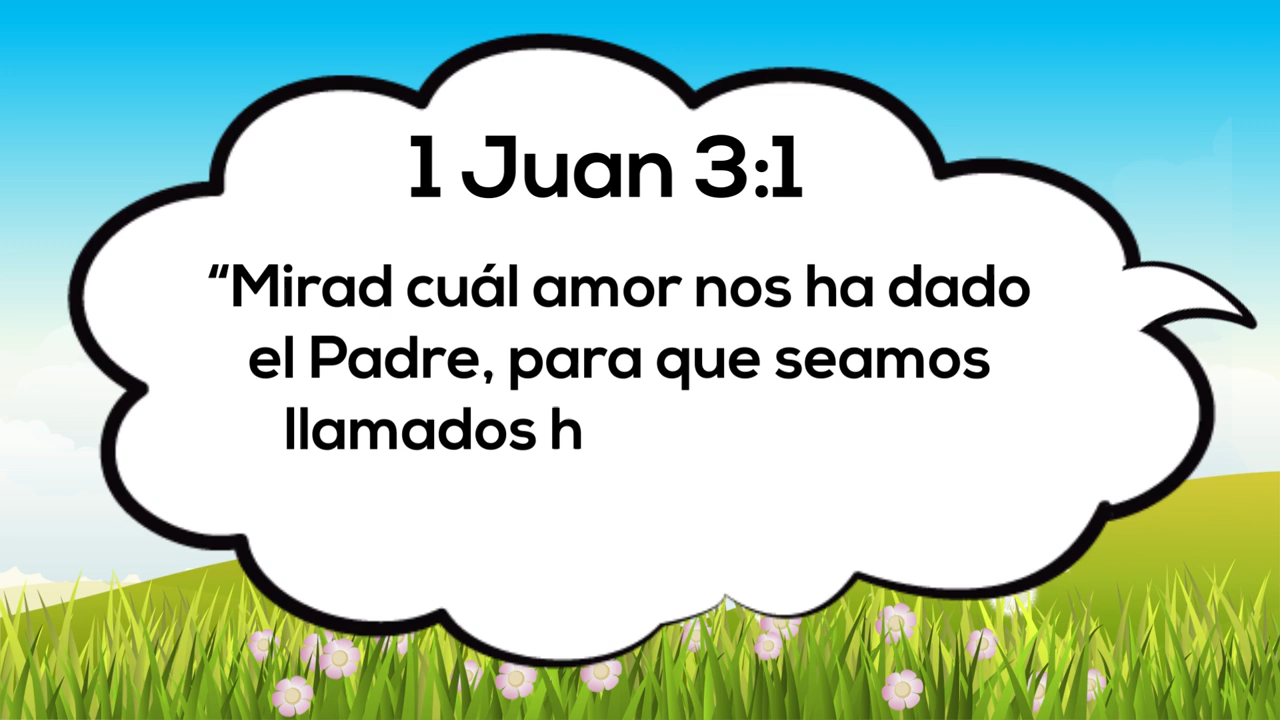 1 Juan 3:1
“Mirad cuál amor nos ha dado
el Padre, para que seamos
llamados h